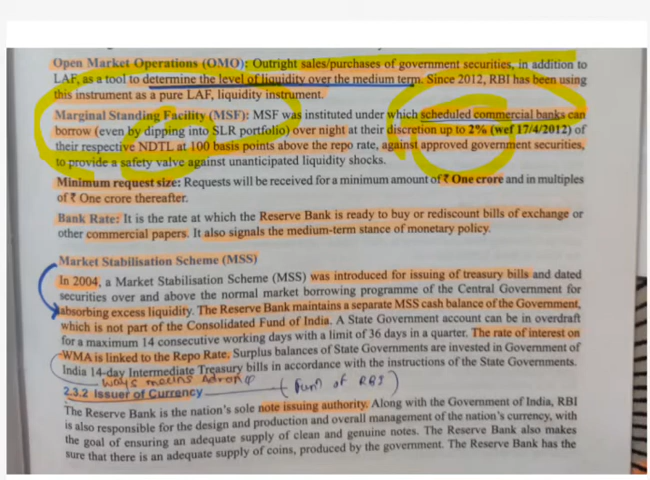 Open Market Operations (OMO): Outright sales/purchases of government securities, in addition to
LAF, as a tool to determine the level of liquidity over the medium term. Since 2012, RBI has been using
this instrument as a pure LAF, liquidity instrument.
Marginal Standing Facility (MSF): MSF was instituted under which scheduled commercial banks can
borrow (even by dipping into SLR portfolio) over night at their discretion up to 2% (wef 17/4/2012) of
their respective NDTL at 100 basis points above the repo rate, against approved government securities,
to provide a safety valve against unanticipated liquidity shocks.
Minimum request size: Requests will be received for a minimum amount of ₹ One crore and in multiples
of ₹ One crore thereafter.
Bank Rate: It is the rate at which the Reserve Bank is ready to buy or rediscount bills of exchange or
other commercial papers. It also signals the medium-term stance of monetary policy.
Market Stabilisation Scheme (MSS)
In 2004, a Market Stabilisation Scheme (MSS) was introduced for issuing of treasury bills and dated
securities over and above the normal market borrowing programme of the Central Government for
absorbing excess liquidity. The Reserve Bank maintains a separate MSS cash balance of the Government,
which is not part of the Consolidated Fund of India. A State Government account can be in overdraft
for a maximum 14 consecutive working days with a limit of 36 days in a quarter. The rate of interest on
WMA is linked to the Repo Rate. Surplus balances of State Governments are invested in Government of
India 14-day Intermediate Treasury bills in accordance with the instructions of the State Governments.
ways means
2.3.2 Issuer of Currency (Fun of RBI)
The Reserve Bank is the nation's sole note issuing authority. Along with the Government of India, RBI
is also responsible for the design and production and overall management of the nation's currency, with
the goal of ensuring an adequate supply of clean and genuine notes. The Reserve Bank also makes
sure that there is an adequate supply of coins, produced by the government. The Reserve Bank has the